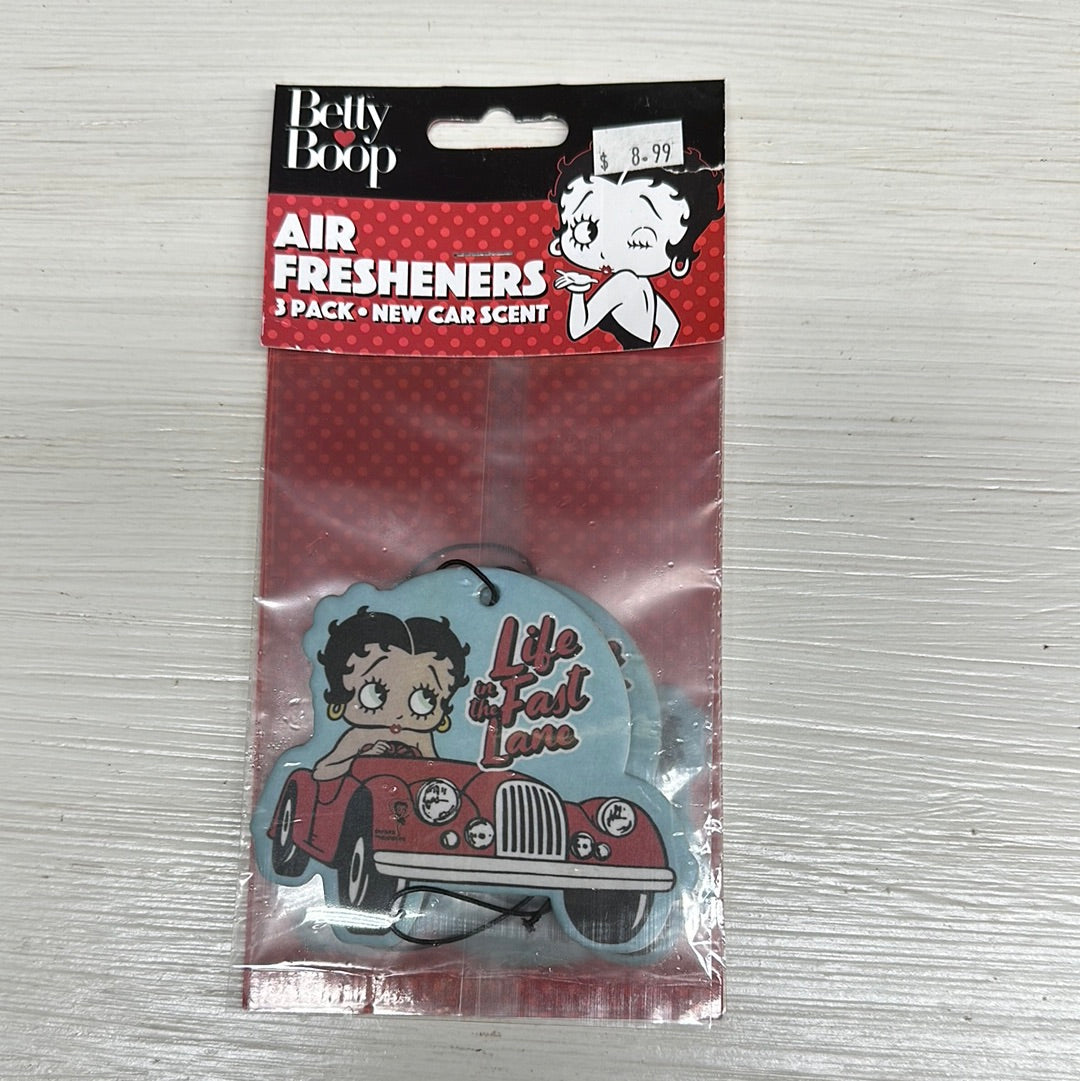 Betty
Boop
$ 8.99
AIR
FRESHENERS
3 PACK • NEW CAR SCENT
Life
in
the Fast
Lane